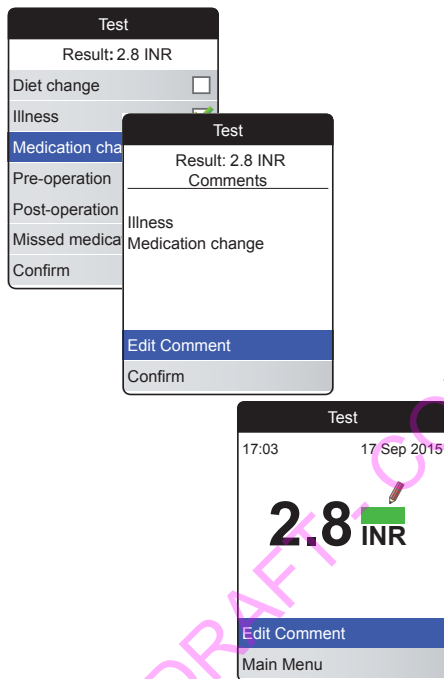 Test
Result: 2.8 INR
Diet change
Illness
Medication cha
Pre-operation
Post-operation
Missed medica
Confirm
Test
Result: 2.8 INR
Comments
Illness
Medication change
Edit Comment
Confirm
Test
17:03 17 Sep 2015
2.8 INR
Edit Comment
Main Menu
DRAFT - CO